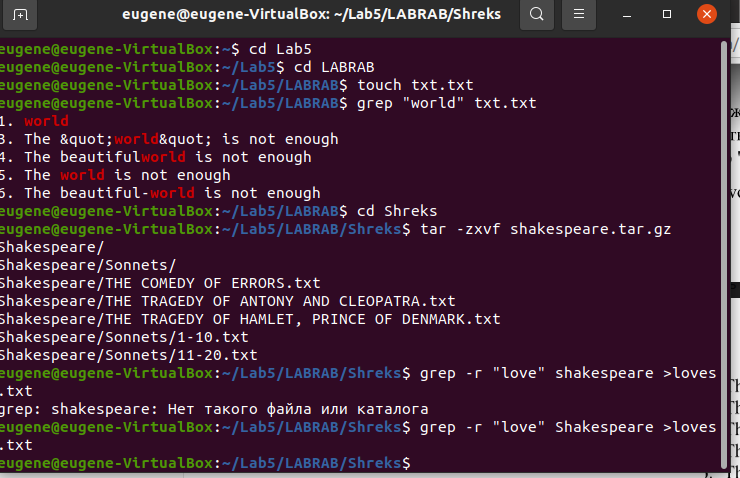 eugene@eugene-VirtualBox: ~/Lab5/LABRAB/Shreks
eugene@eugene-VirtualBox:~$ cd Lab5
eugene@eugene-VirtualBox:~/Lab5$ cd LABRAB
eugene@eugene-VirtualBox:~/Lab5/LABRAB$ touch txt.txt
eugene@eugene-VirtualBox:~/Lab5/LABRAB$ grep "world" txt.txt
1. world
3. The &quot;world&quot; is not enough
4. The beautifulworld is not enough
5. The world is not enough
6. The beautiful-world is not enough
eugene@eugene-VirtualBox:~/Lab5/LABRAB$ cd Shreks
eugene@eugene-VirtualBox:~/Lab5/LABRAB/Shreks$ tar -zxvf shakespeare.tar.gz
Shakespeare/
Shakespeare/Sonnets/
Shakespeare/THE COMEDY OF ERRORS.txt
Shakespeare/THE TRAGEDY OF ANTONY AND CLEOPATRA.txt
Shakespeare/THE TRAGEDY OF HAMLET, PRINCE OF DENMARK.txt
Shakespeare/Sonnets/1-10.txt
Shakespeare/Sonnets/11-20.txt
eugene@eugene-VirtualBox:~/Lab5/LABRAB/Shreks$ grep -r "love" shakespeare >loves
.txt
grep: shakespeare: Нет такого файла или каталога
eugene@eugene-VirtualBox:~/Lab5/LABRAB/Shreks$ grep -r "love" Shakespeare >loves
.txt
eugene@eugene-VirtualBox:~/Lab5/LABRAB/Shreks$